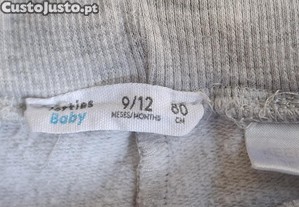 CustoJusto.pt
Baby
9/12
MESES/MONTHS
80
CM